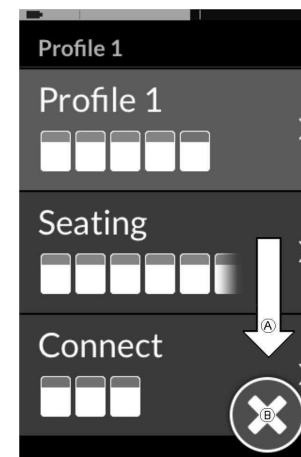 Profile 1
Profile 1
Seating
Ⓐ
Connect
Ⓑ